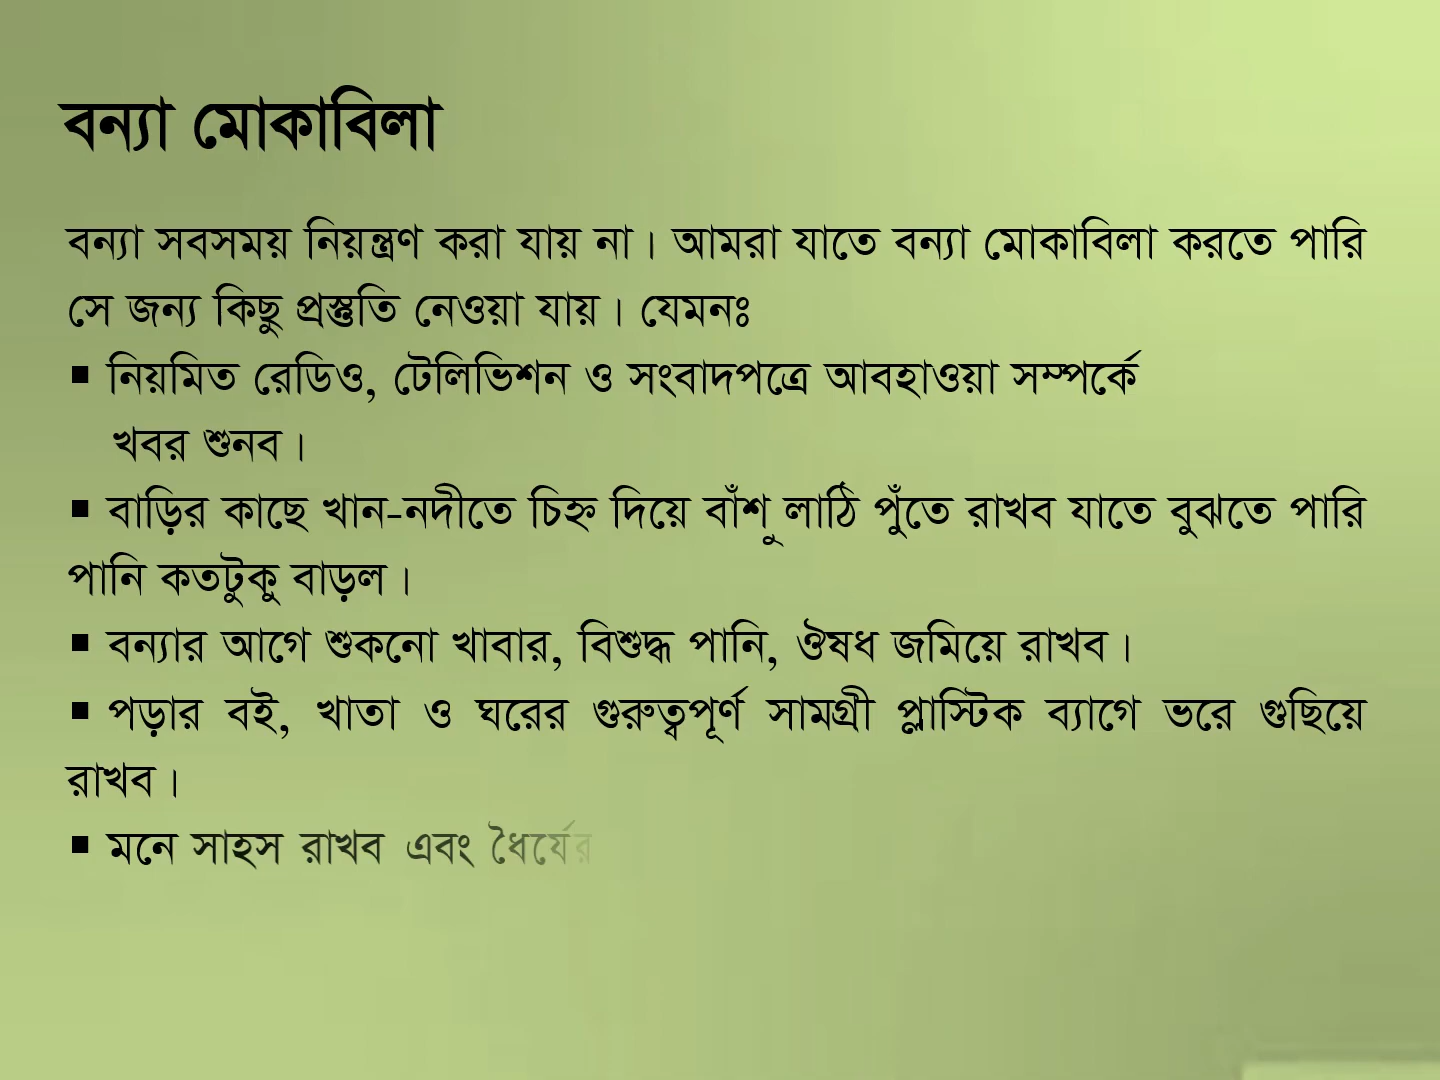 বন্যা মোকাবিলা
বন্যা সবসময় নিয়ন্ত্রণ করা যায় না। আমরা যাতে বন্যা মোকাবিলা করতে পারি
সে জন্য কিছু প্রস্তুতি নেওয়া যায়। যেমনঃ
▪ নিয়মিত রেডিও, টেলিভিশন ও সংবাদপত্রে আবহাওয়া সম্পর্কে
খবর শুনব।
▪ বাড়ির কাছে খান-নদীতে চিহ্ন দিয়ে বাঁশু লাঠি পুঁতে রাখব যাতে বুঝতে পারি
পানি কতটুকু বাড়ল।
▪ বন্যার আগে শুকনো খাবার, বিশুদ্ধ পানি, ঔষধ জমিয়ে রাখব।
▪ পড়ার বই, খাতা ও ঘরের গুরুত্বপূর্ণ সামগ্রী প্লাস্টিক ব্যাগে ভরে গুছিয়ে
রাখব।
▪ মনে সাহস রাখব এবং ধৈর্যের